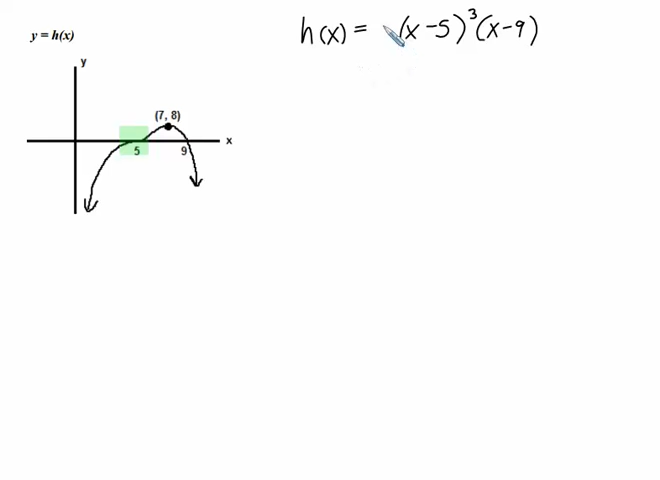 h(x) = (x-5)³(x-9)
y = h(x)
y
(7, 8)
x
5
9